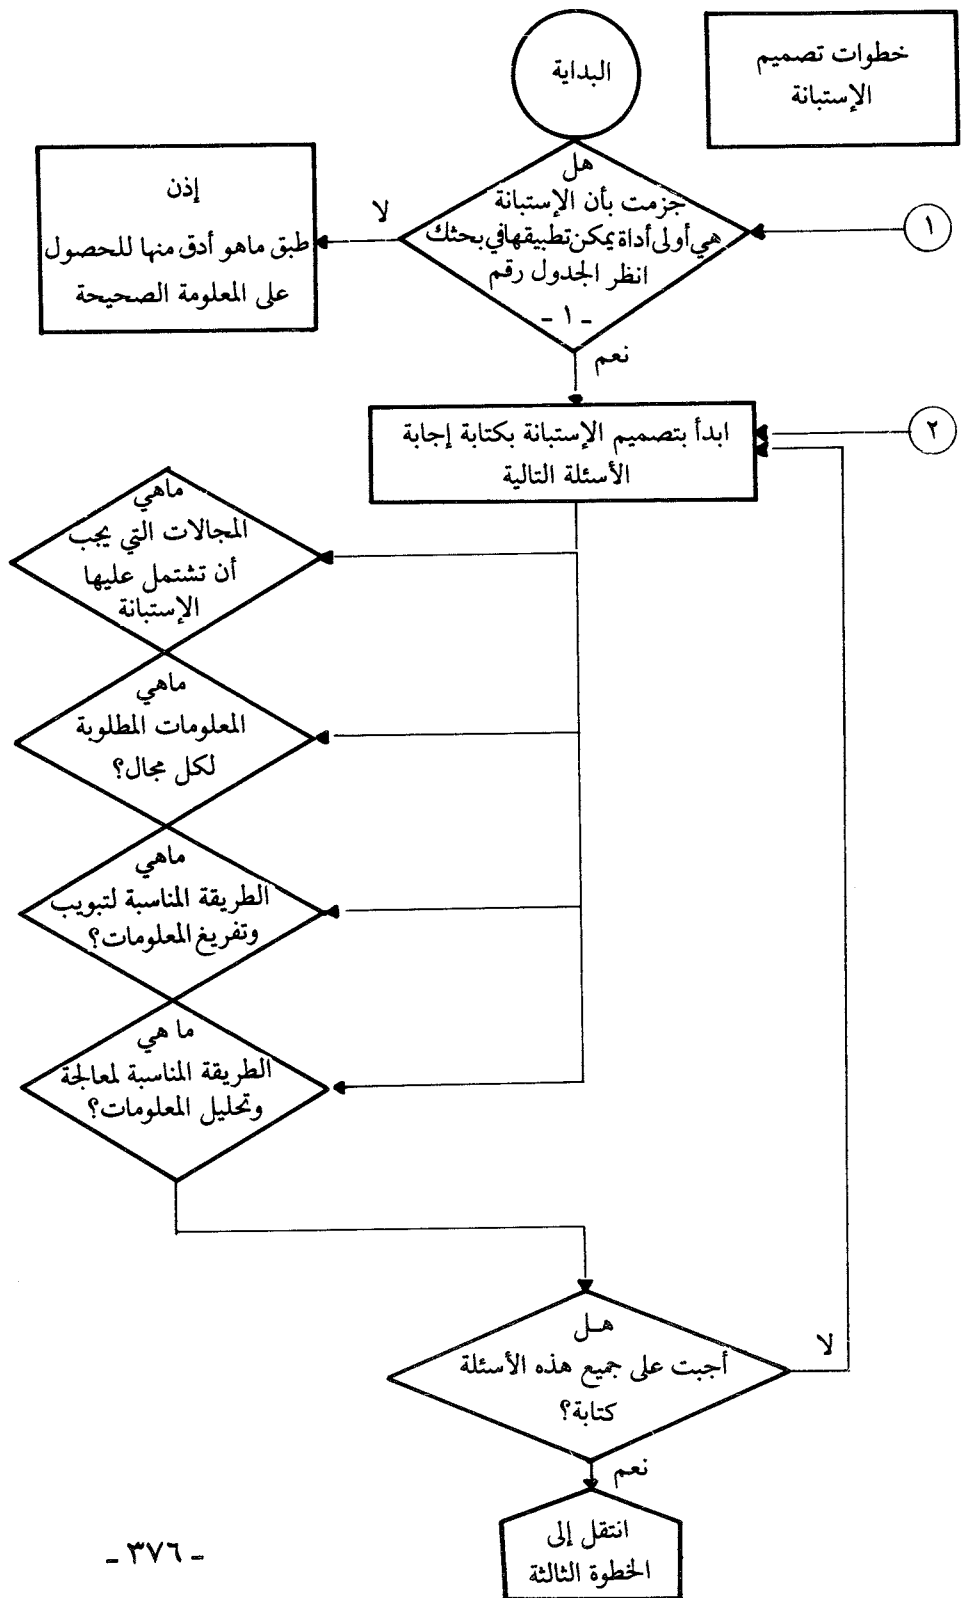 خطوات تصميم
الإستبانة
البداية
١
هل
جزمت بأن الإستبانة
هي أولى أداة يمكن تطبيقها في بحثك
انظر الجدول رقم
- ١ -
لا
إذن
طبق ماهو أدق منها للحصول
على المعلومة الصحيحة
نعم
٢
ابدأ بتصميم الإستبانة بكتابة إجابة
الأسئلة التالية
ماهي
المجالات التي يجب
أن تشتمل عليها
الإستبانة
ماهي
المعلومات المطلوبة
لكل مجال؟
ماهي
الطريقة المناسبة لتبويب
وتفريغ المعلومات؟
ما هي
الطريقة المناسبة لمعالجة
وتحليل المعلومات؟
هـل
أجبت على جميع هذه الأسئلة
كتابة؟
لا
نعم
انتقل إلى
الخطوة الثالثة
- ٣٧٦ -